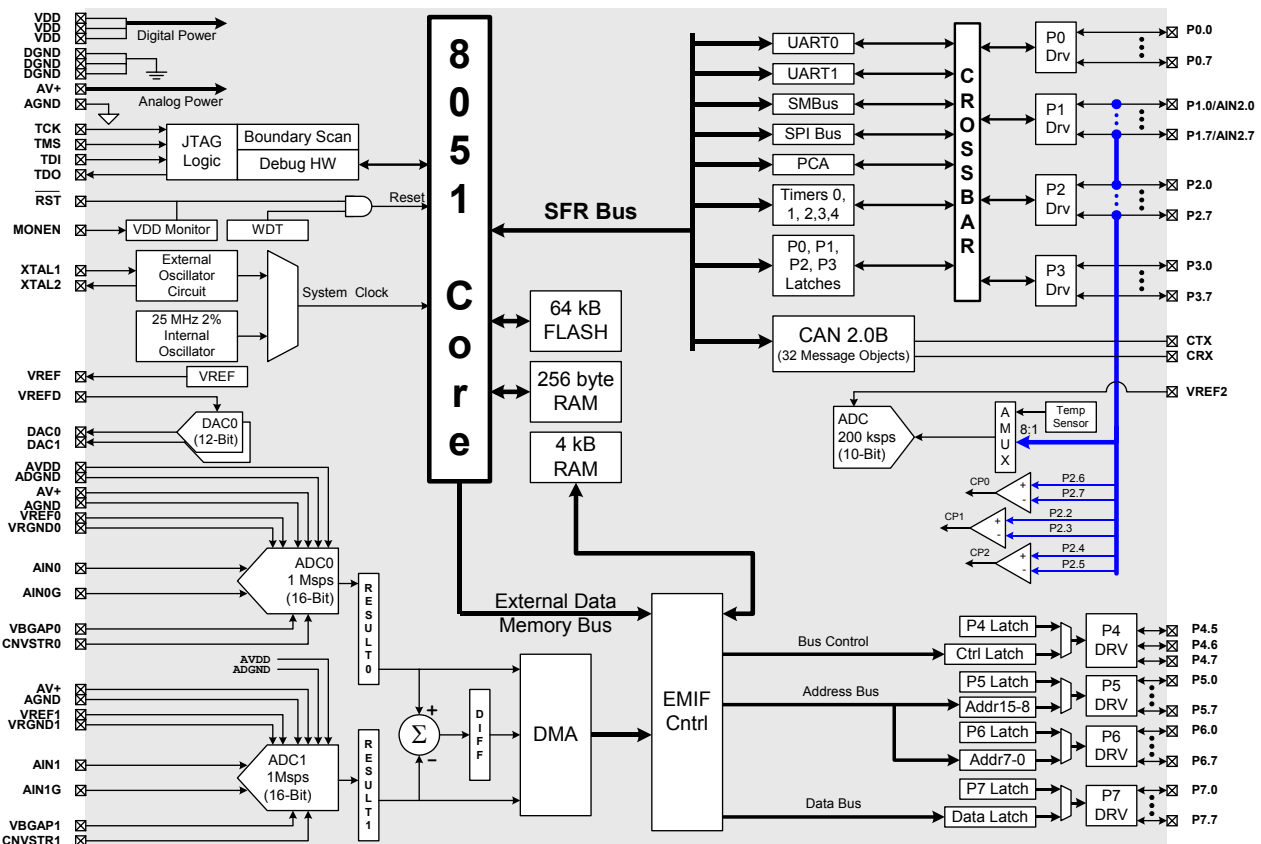 VDD
VDD
VDD
Digital Power
DGND
DGND
DGND
AV+
Analog Power
AGND
TCK
TMS
TDI
TDO
JTAG
Logic
Boundary Scan
Debug HW
RST
Reset
MONEN
VDD Monitor
WDT
XTAL1
XTAL2
External
Oscillator
Circuit
System Clock
25 MHz 2%
Internal
Oscillator
VREF
VREF
VREFD
DAC0
DAC1
DAC0
(12-Bit)
AVDD
ADGND
AV+
AGND
VREF0
VRGND0
AIN0
AIN0G
VBGAP0
CNVSTR0
ADC0
1 Msps
(16-Bit)
RESULT0
AVDD
ADGND
AV+
AGND
VREF1
VRGND1
AIN1
AIN1G
VBGAP1
CNVSTR1
ADC1
1Msps
(16-Bit)
RESULT1
+
Σ
−
DIFF
DMA
8051 Core
SFR Bus
64 kB
FLASH
256 byte
RAM
4 kB
RAM
External Data
Memory Bus
EMIF
Cntrl
UART0
UART1
SMBus
SPI Bus
PCA
Timers 0,
1, 2,3,4
P0, P1,
P2, P3
Latches
CROSSBAR
P0
Drv
P1
Drv
P2
Drv
P3
Drv
P0.0
P0.7
P1.0/AIN2.0
P1.7/AIN2.7
P2.0
P2.7
P3.0
P3.7
CAN 2.0B
(32 Message Objects)
CTX
CRX
VREF2
ADC
200 ksps
(10-Bit)
AMUX
8:1
Temp
Sensor
CP0
+
-
P2.6
P2.7
CP1
+
-
P2.2
P2.3
CP2
+
-
P2.4
P2.5
Bus Control
P4 Latch
Ctrl Latch
P4
DRV
P4.5
P4.6
P4.7
Address Bus
P5 Latch
Addr15-8
P5
DRV
P5.0
P5.7
P6 Latch
Addr7-0
P6
DRV
P6.0
P6.7
Data Bus
P7 Latch
Data Latch
P7
DRV
P7.0
P7.7